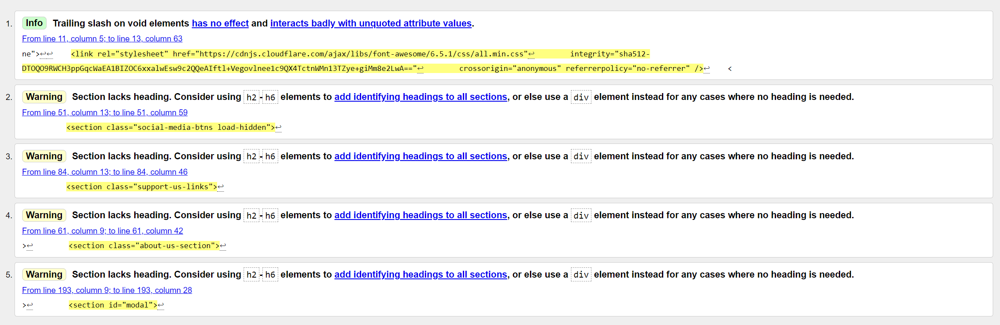 1. Info Trailing slash on void elements has no effect and interacts badly with unquoted attribute values.
From line 11, column 5; to line 13, column 63
ne">↩↩    <link rel="stylesheet" href="https://cdnjs.cloudflare.com/ajax/libs/font-awesome/6.5.1/css/all.min.css"↩        integrity="sha512-
DTOQO9RWCH3ppGqcWaEA1BIZOC6xxalwEsw9c2QQeAIftl+Vegovlnee1c9QX4TctnWMn13TZye+giMm8e2LwA=="↩        crossorigin="anonymous" referrerpolicy="no-referrer" />↩    <
2. Warning Section lacks heading. Consider using h2-h6 elements to add identifying headings to all sections, or else use a div element instead for any cases where no heading is needed.
From line 51, column 13; to line 51, column 59
<section class="social-media-btns load-hidden">↩
3. Warning Section lacks heading. Consider using h2-h6 elements to add identifying headings to all sections, or else use a div element instead for any cases where no heading is needed.
From line 84, column 13; to line 84, column 46
<section class="support-us-links">↩
4. Warning Section lacks heading. Consider using h2-h6 elements to add identifying headings to all sections, or else use a div element instead for any cases where no heading is needed.
From line 61, column 9; to line 61, column 42
>↩        <section class="about-us-section">↩
5. Warning Section lacks heading. Consider using h2-h6 elements to add identifying headings to all sections, or else use a div element instead for any cases where no heading is needed.
From line 193, column 9; to line 193, column 28
>↩        <section id="modal">↩